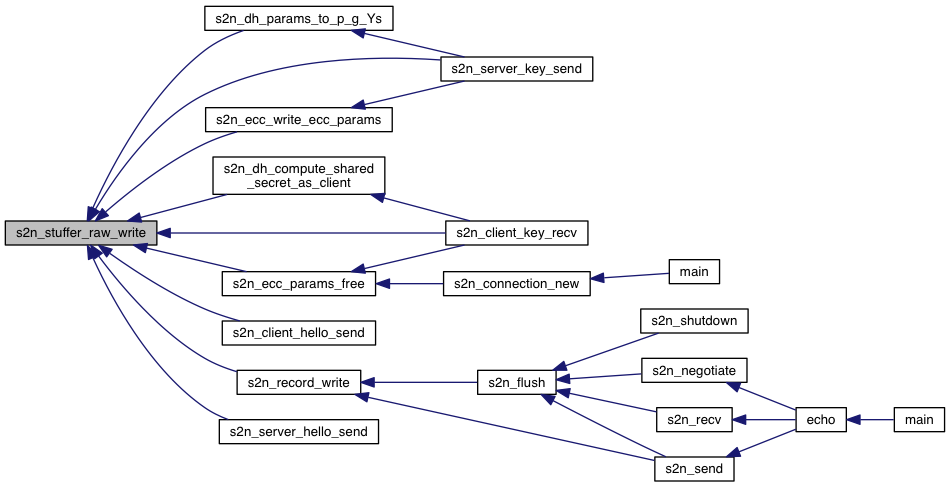 s2n_dh_params_to_p_g_Ys
s2n_server_key_send
s2n_ecc_write_ecc_params
s2n_dh_compute_shared
_secret_as_client
s2n_stuffer_raw_write
s2n_client_key_recv
s2n_ecc_params_free
s2n_connection_new
main
s2n_client_hello_send
s2n_shutdown
s2n_record_write
s2n_flush
s2n_negotiate
s2n_server_hello_send
s2n_recv
echo
main
s2n_send